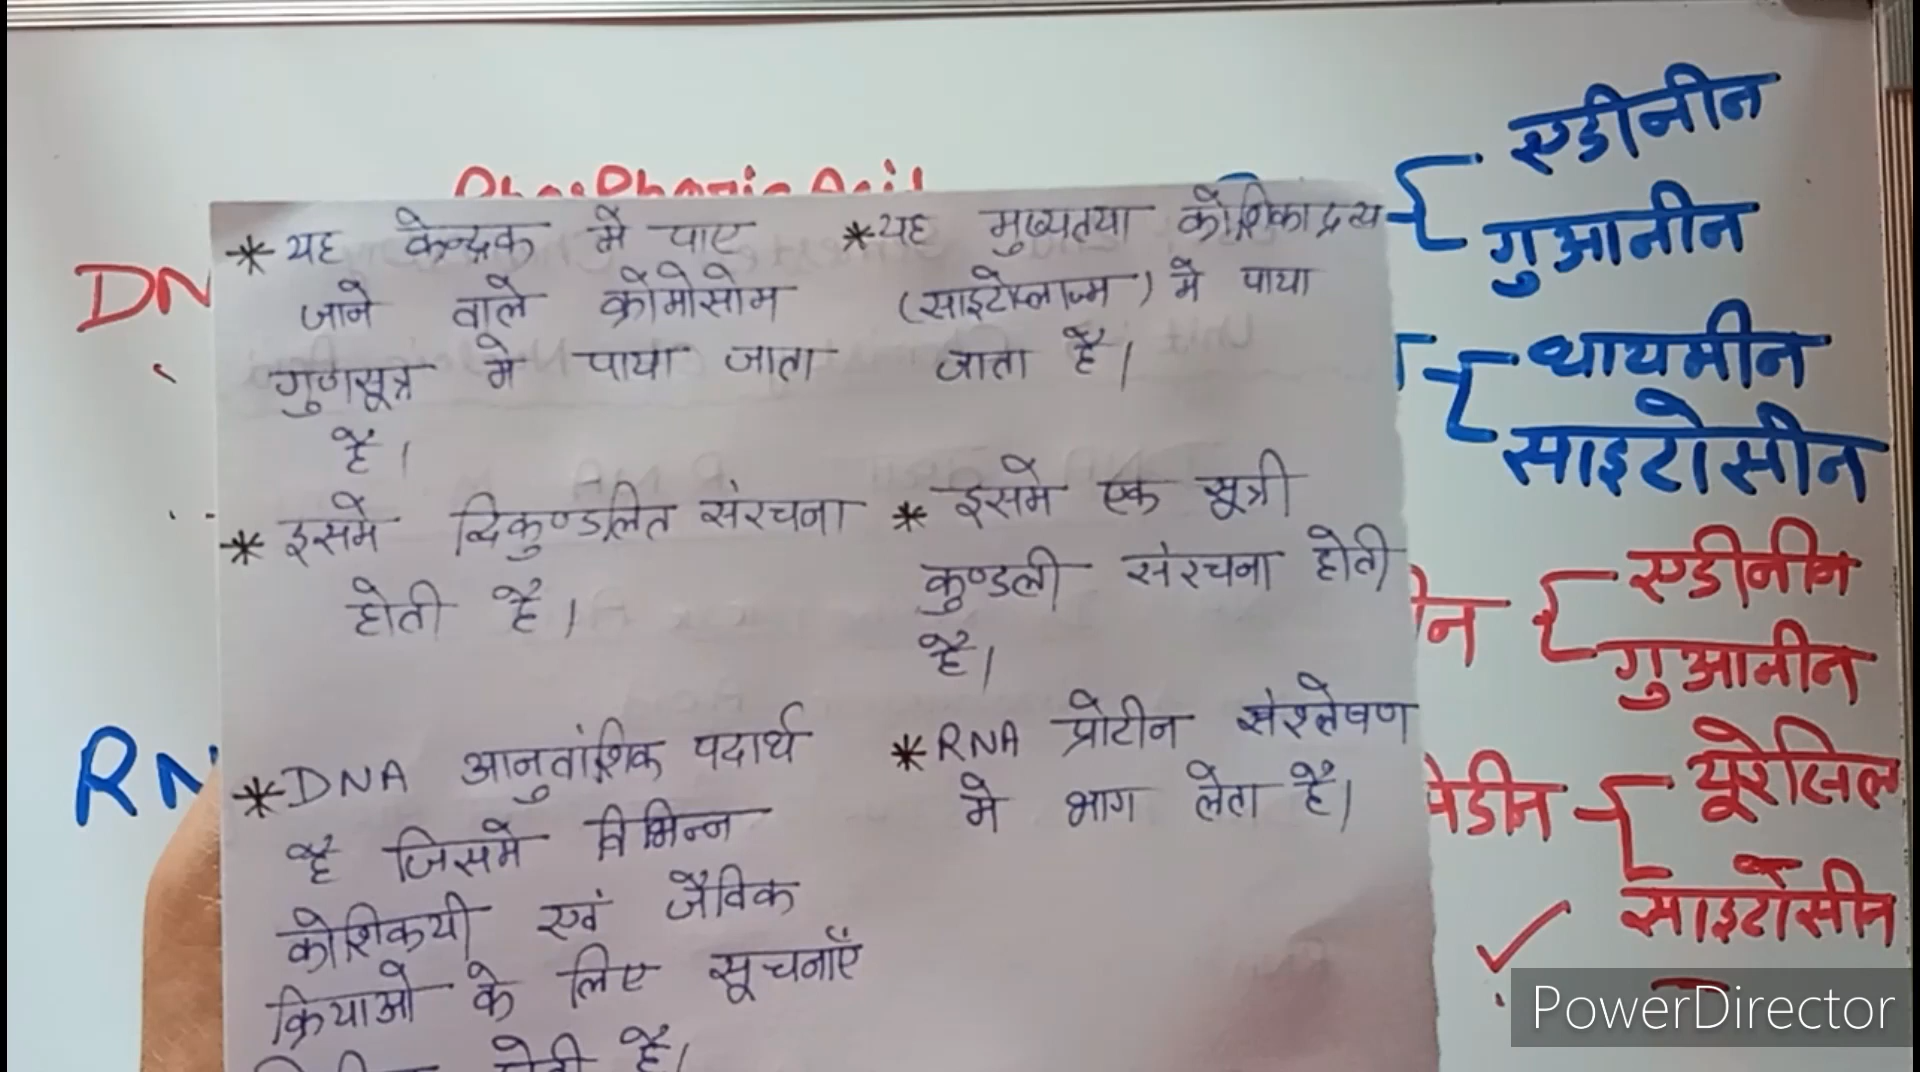 एडीनीन
गुआनीन
थायमीन
साइटोसीन
DN
* यह केन्द्रक में पाए
जाने वाले क्रोमोसोम
गुणसूत्र मे पाया जाता
है।
* इसमे द्विकुण्डलित संरचना
होती है।
* DNA आनुवांशिक पदार्थ
है जिसमे विभिन्न
कोशिकयी एवं जैविक
क्रियाओ के लिए सूचनाएँ
है।
* यह मुख्यतया कोशिकाद्रव्य
(साइटोप्लाज्म) मे पाया
जाता है।
* इसमे एक सूत्री
कुण्डली संरचना होती
है।
* RNA प्रोटीन संश्लेषण
मे भाग लेता है।
RN
एडीनीन
गुआनीन
यूरेसिल
साइटोसीन
PowerDirector